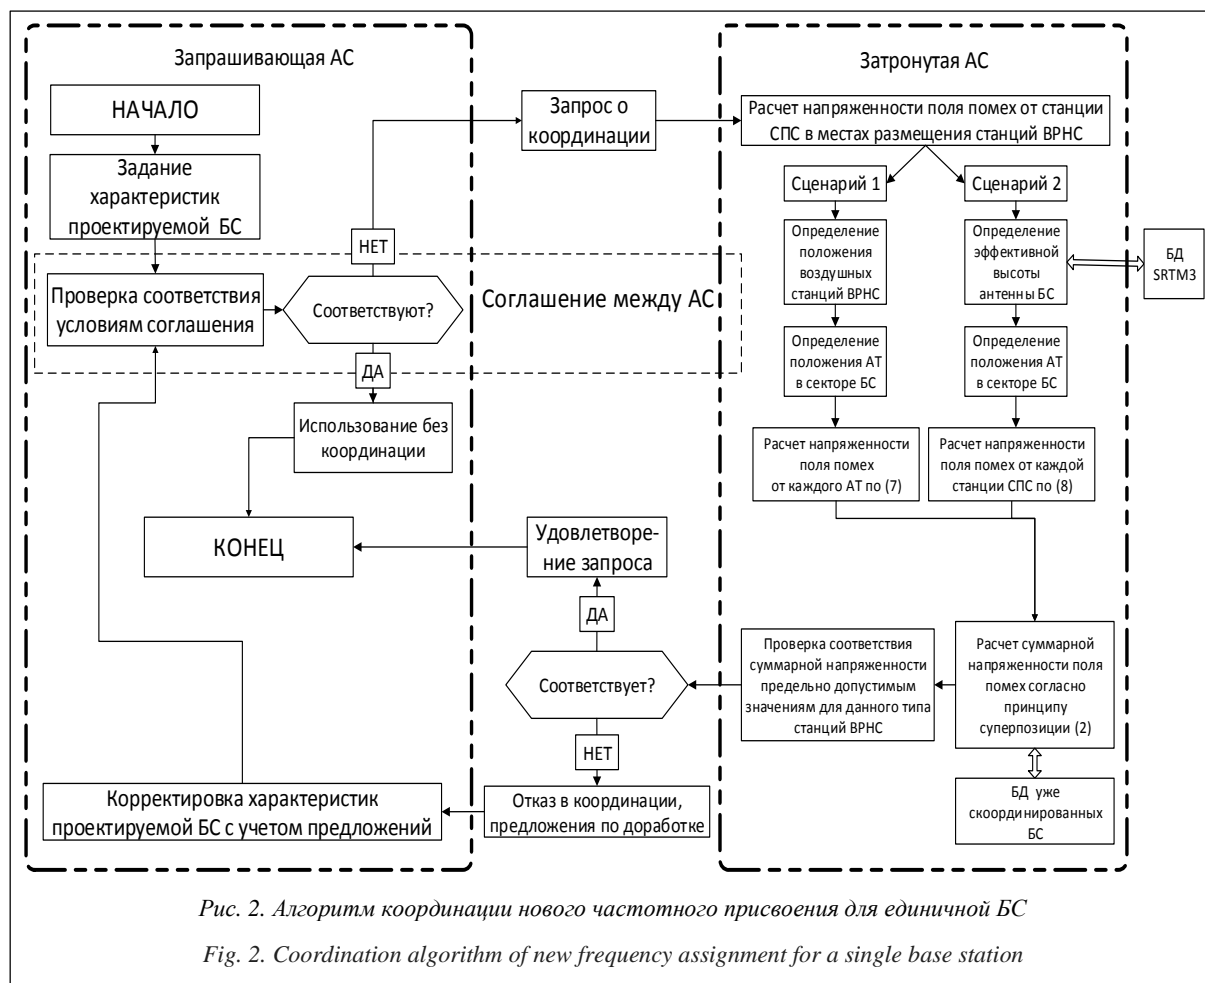 Запрашивающая АС
НАЧАЛО
Задание
характеристик
проектируемой БС
НЕТ
Проверка соответствия
условиям соглашения
Соответствуют?
Соглашение между АС
ДА
Использование без
координации
КОНЕЦ
Корректировка характеристик
проектируемой БС с учетом предложений
Запрос о
координации
Удовлетворе-
ние запроса
ДА
Соответствует?
НЕТ
Отказ в координации,
предложения по доработке
Затронутая АС
Расчет напряженности поля помех от станции
СПС в местах размещения станций ВРНС
Сценарий 1
Определение
положения
воздушных
станций ВРНС
Определение
положения АТ
в секторе БС
Расчет напряженности
поля помех
от каждого АТ по (7)
Сценарий 2
Определение
эффективной
высоты
антенны БС
БД
SRTM3
Определение
положения АТ
в секторе БС
Расчет напряженности
поля помех от каждой
станции СПС по (8)
Проверка соответствия
суммарной напряженности
предельно допустимым
значениям для данного типа
станций ВРНС
Расчет суммарной
напряженности поля
помех согласно
принципу
суперпозиции (2)
БД уже
скоординированных
БС
Рис. 2. Алгоритм координации нового частотного присвоения для единичной БС
Fig. 2. Coordination algorithm of new frequency assignment for a single base station